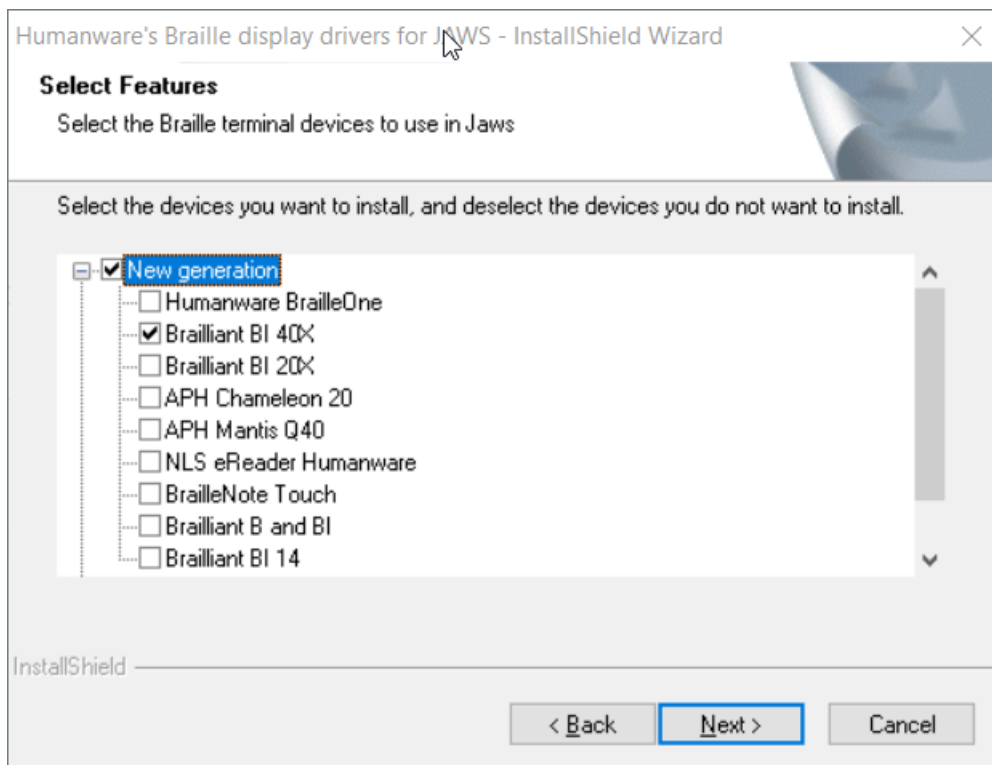 Humanware's Braille display drivers for JAWS - InstallShield Wizard
Select Features
Select the Braille terminal devices to use in Jaws
Select the devices you want to install, and deselect the devices you do not want to install.
New generation
Humanware BrailleOne
Brailliant BI 40X
Brailliant BI 20X
APH Chameleon 20
APH Mantis Q40
NLS eReader Humanware
BrailleNote Touch
Brailliant B and BI
Brailliant BI 14
InstallShield
< Back
Next >
Cancel